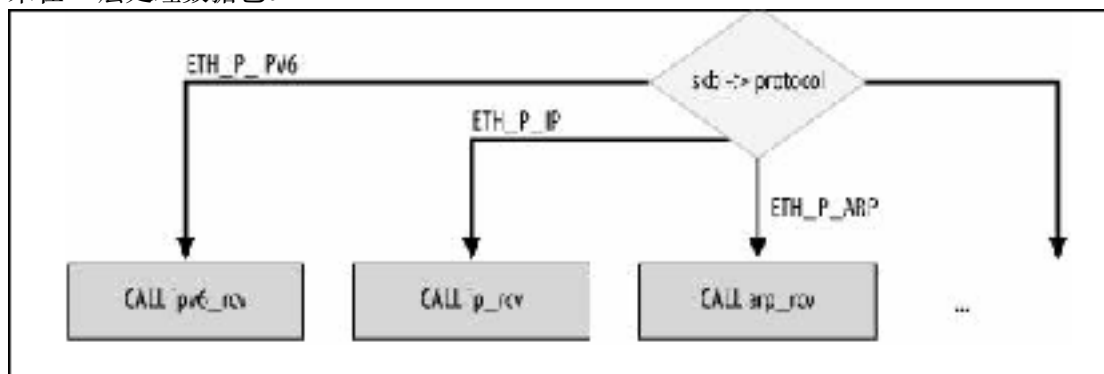 ETH_P_IPV6
skb -> protocol
ETH_P_IP
ETH_P_ARP
CALL ipv6_rcv
CALL ip_rcv
CALL arp_rcv
...